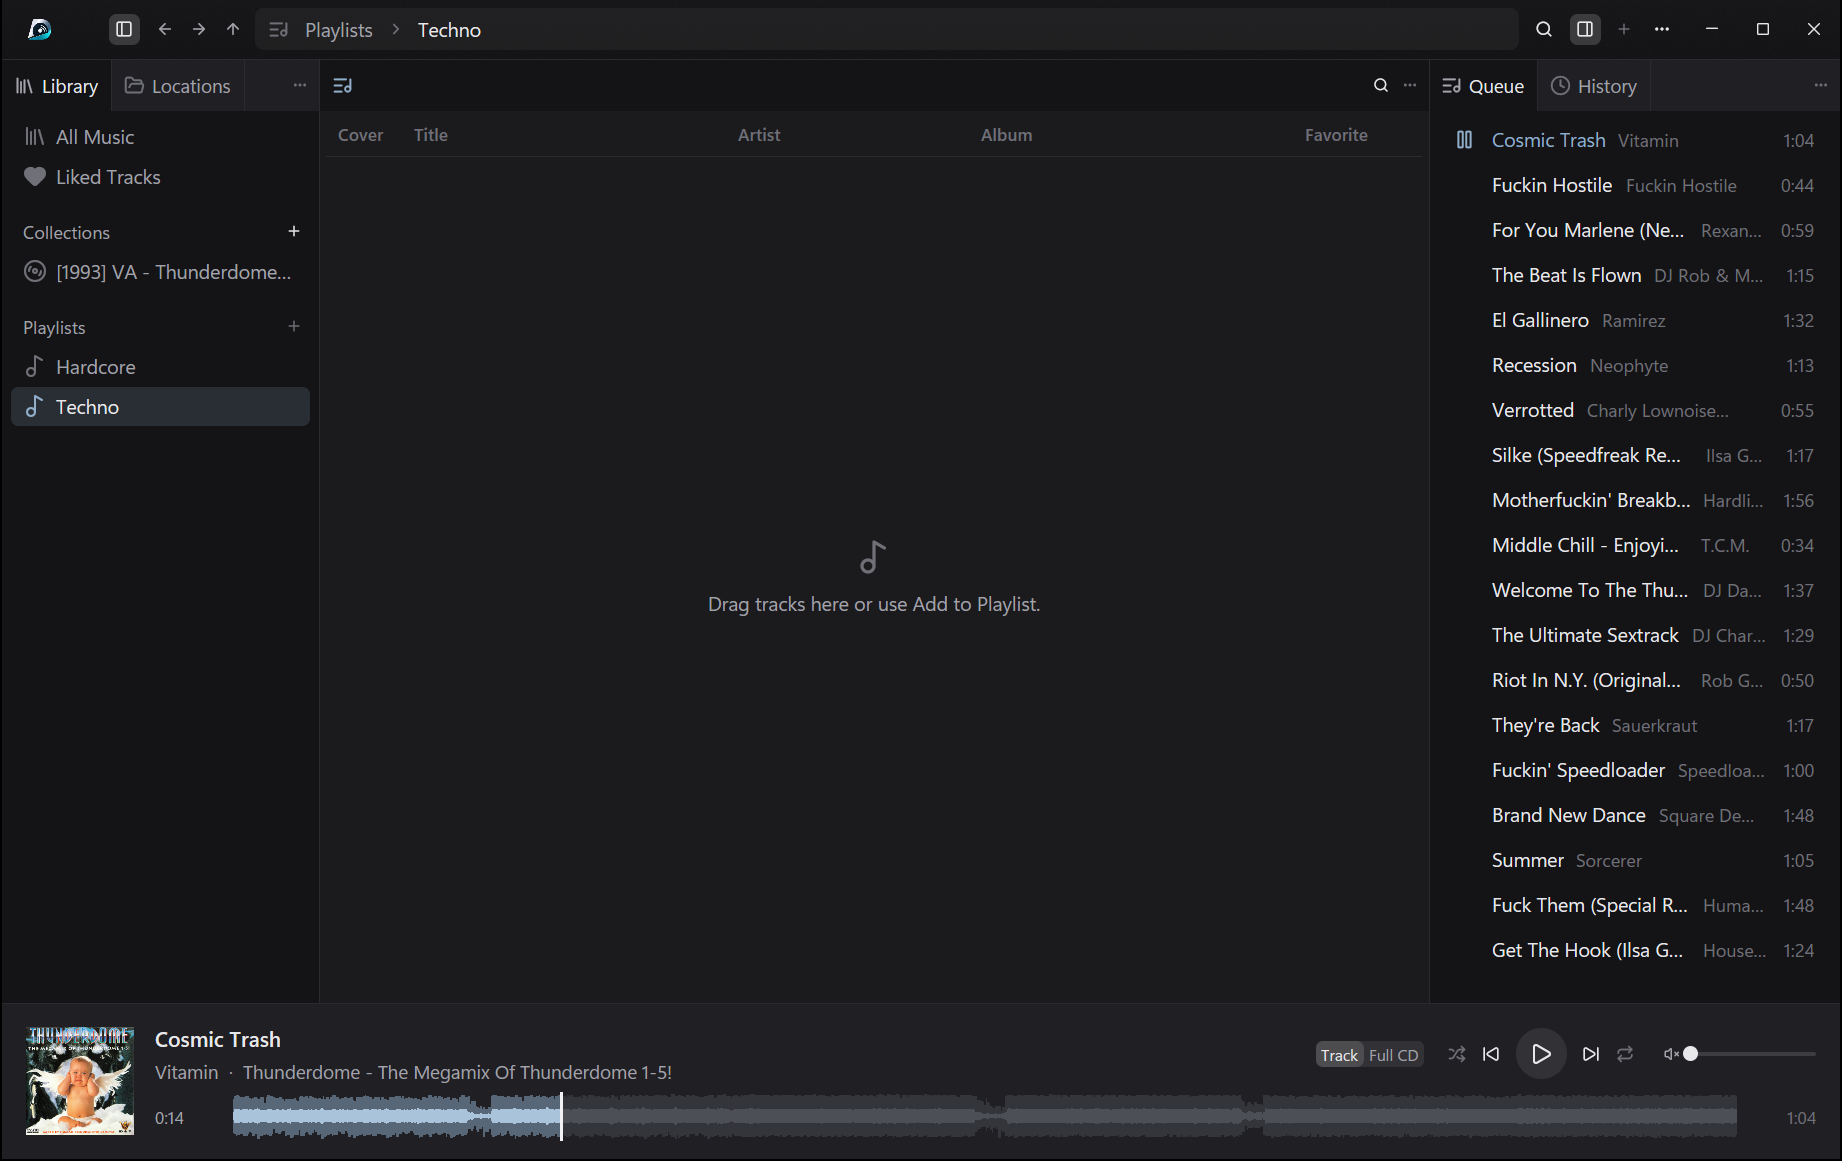 Playlists > Techno
Library
Locations
All Music
Liked Tracks
Collections
[1993] VA - Thunderdome...
Playlists
Hardcore
Techno
Cover Title Artist Album Favorite
Drag tracks here or use Add to Playlist.
Queue
History
Cosmic Trash Vitamin 1:04
Fuckin Hostile Fuckin Hostile 0:44
For You Marlene (Ne... Rexan... 0:59
The Beat Is Flown DJ Rob & M... 1:15
El Gallinero Ramirez 1:32
Recession Neophyte 1:13
Verrotted Charly Lownoise... 0:55
Silke (Speedfreak Re... Ilsa G... 1:17
Motherfuckin' Breakb... Hardli... 1:56
Middle Chill - Enjoyi... T.C.M. 0:34
Welcome To The Thu... DJ Da... 1:37
The Ultimate Sextrack DJ Char... 1:29
Riot In N.Y. (Original... Rob G... 0:50
They're Back Sauerkraut 1:17
Fuckin' Speedloader Speedloa... 1:00
Brand New Dance Square De... 1:48
Summer Sorcerer 1:05
Fuck Them (Special R... Huma... 1:48
Get The Hook (Ilsa G... House... 1:24
THUNDERDOME
THE MEGAMIX OF THUNDERDOME 1-5!
Cosmic Trash
Vitamin · Thunderdome - The Megamix Of Thunderdome 1-5!
0:14
Track Full CD
1:04